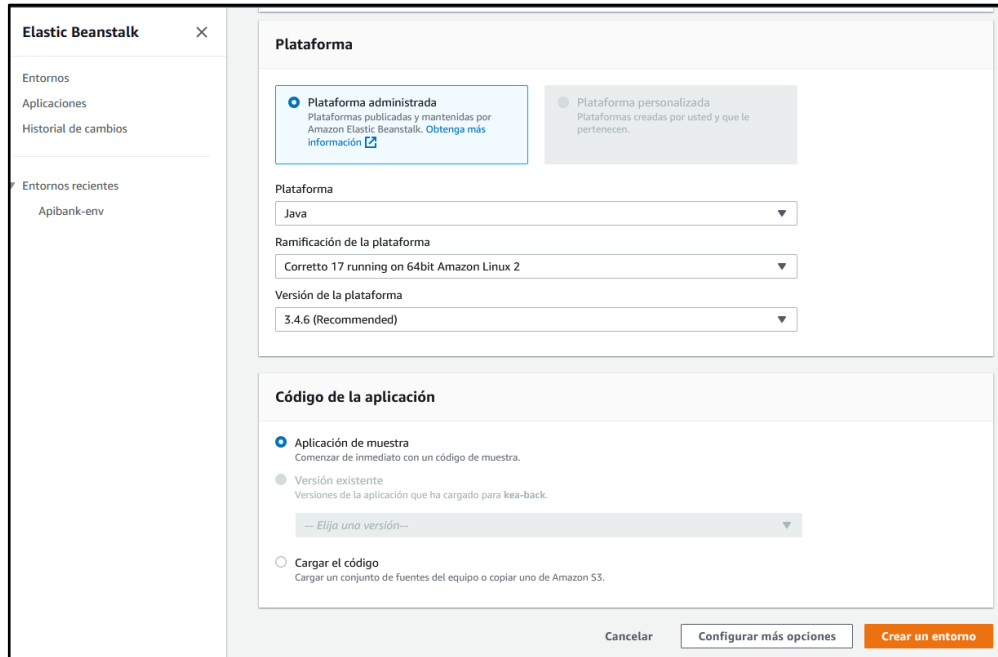 Elastic Beanstalk
Entornos
Aplicaciones
Historial de cambios
Entornos recientes
Apibank-env
Plataforma
Plataforma administrada
Plataformas publicadas y mantenidas por
Amazon Elastic Beanstalk. Obtenga más
información
Plataforma personalizada
Plataformas creadas por usted y que le
pertenecen.
Plataforma
Java
Ramificación de la plataforma
Corretto 17 running on 64bit Amazon Linux 2
Versión de la plataforma
3.4.6 (Recommended)
Código de la aplicación
Aplicación de muestra
Comenzar de inmediato con un código de muestra.
Versión existente
Versiones de la aplicación que ha cargado para kea-back.
-- Elija una versión--
Cargar el código
Cargar un conjunto de fuentes del equipo o copiar uno de Amazon S3.
Cancelar
Configurar más opciones
Crear un entorno